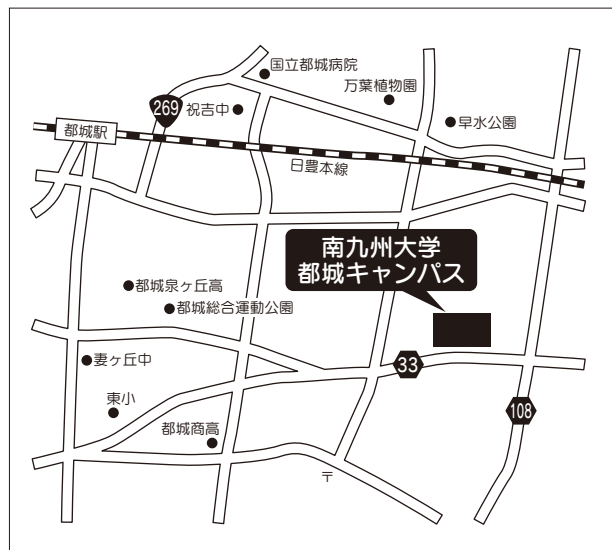 国立都城病院
万葉植物園
269
祝吉中
早水公園
都城駅
日豊本線
南九州大学
都城キャンパス
都城泉ヶ丘高
都城総合運動公園
妻ヶ丘中
33
東小
108
都城商高
〒